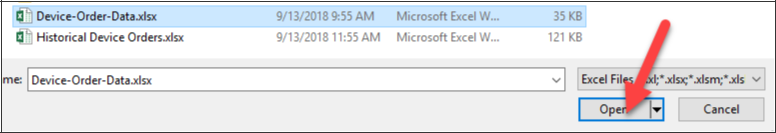 Device-Order-Data.xlsx 9/13/2018 9:55 AM Microsoft Excel W... 35 KB
Historical Device Orders.xlsx 9/13/2018 11:55 AM Microsoft Excel W... 121 KB
me: Device-Order-Data.xlsx Excel Files .xl;*.xlsx;*.xlsm;*.xls
Open Cancel